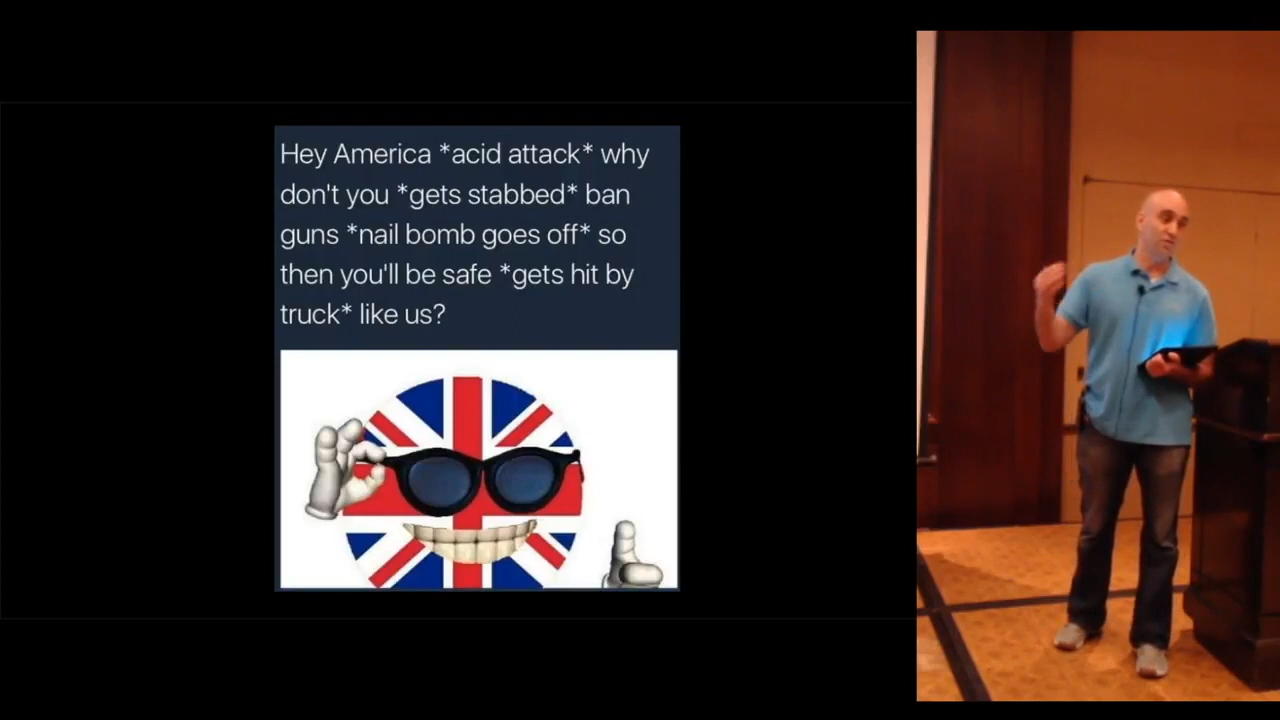 Hey America *acid attack* why
don't you *gets stabbed* ban
guns *nail bomb goes off* so
then you'll be safe *gets hit by
truck* like us?